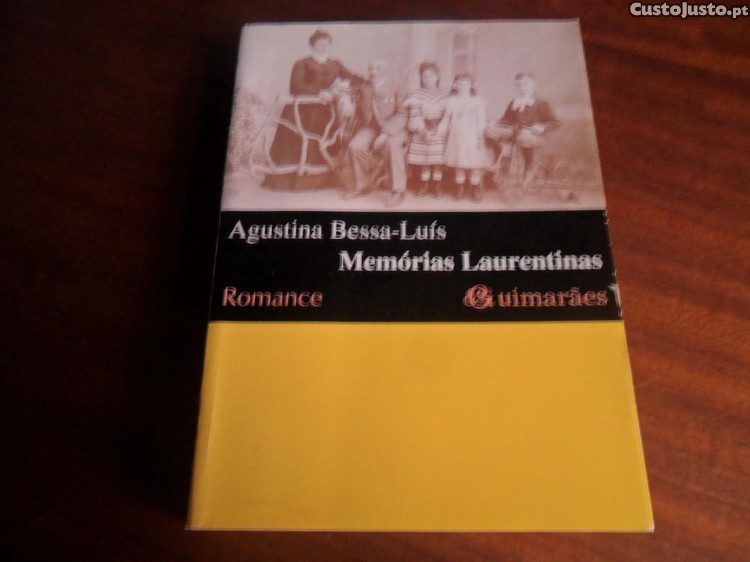 CustoJusto.pt
Agustina Bessa-Luís
Memórias Laurentinas
Romance
Guimarães